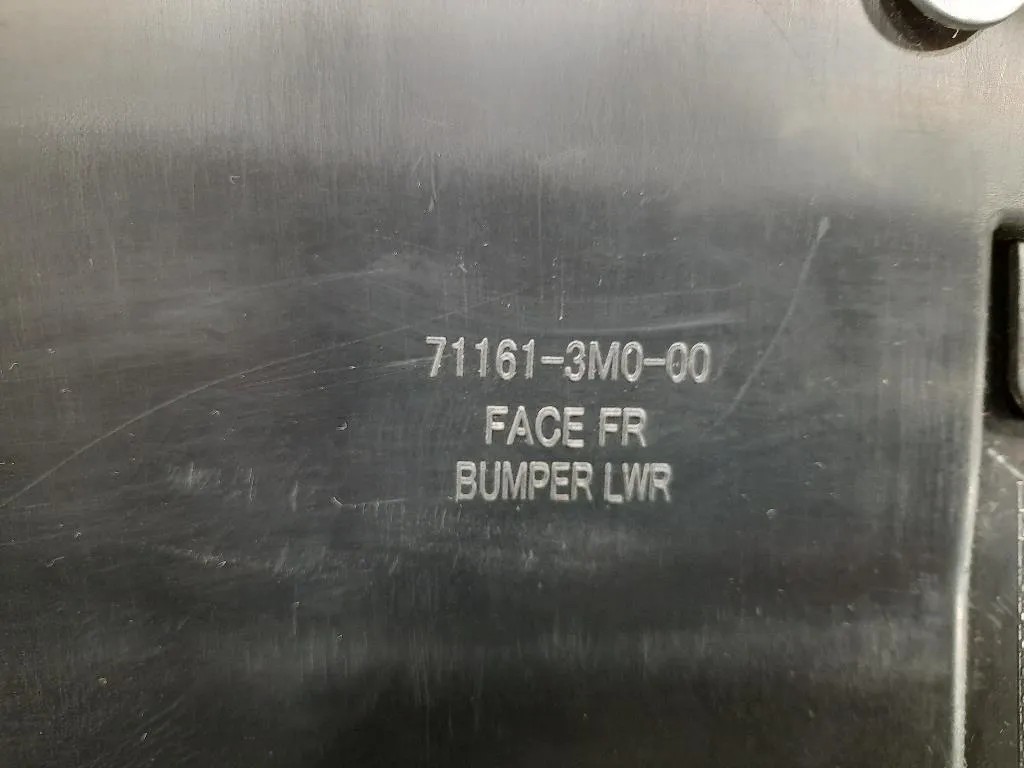 71161-3M0-00
FACE FR
BUMPER LWR